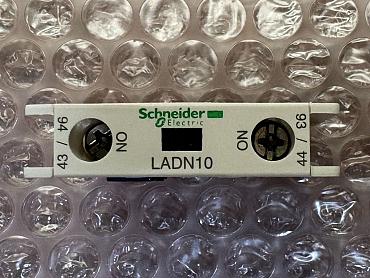 43 / 94
NO
Schneider
Electric
LADN10
NO
44 / 93